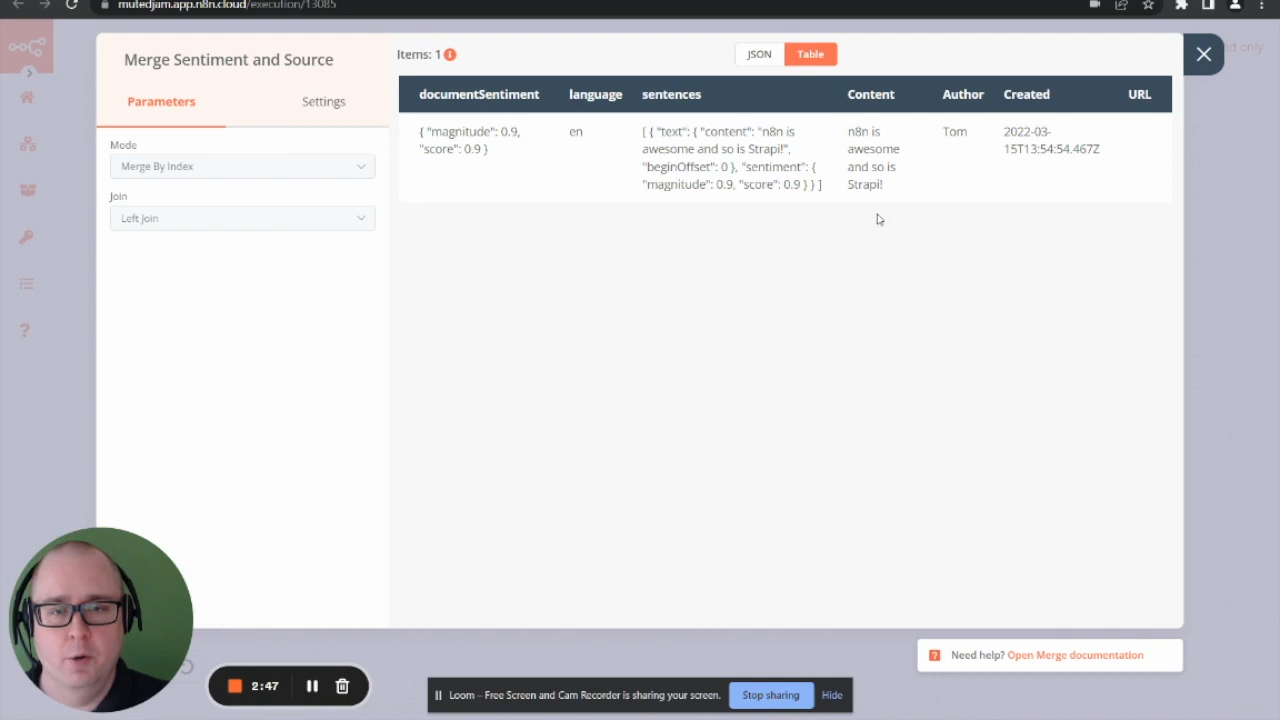 mutedjam.app.n8n.cloud/execution/13085
Merge Sentiment and Source
Parameters
Settings
Mode
Merge By Index
Join
Left Join
Items: 1
JSON
Table
documentSentiment
language
sentences
Content
Author
Created
URL
{ "magnitude": 0.9,
"score": 0.9 }
en
[ { "text": { "content": "n8n is
awesome and so is Strapi!",
"beginOffset": 0 }, "sentiment": {
"magnitude": 0.9, "score": 0.9 } } ]
n8n is
awesome
and so is
Strapi!
Tom
2022-03-
15T13:54:54.467Z
only
Need help? Open Merge documentation
2:47
Loom – Free Screen and Cam Recorder is sharing your screen.
Stop sharing
Hide